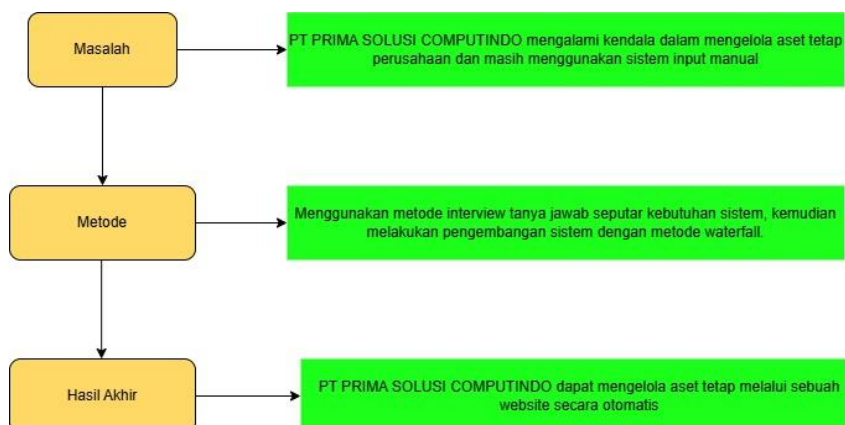 Masalah
PT PRIMA SOLUSI COMPUTINDO mengalami kendala dalam mengelola aset tetap
perusahaan dan masih menggunakan sistem input manual
Metode
Menggunakan metode interview tanya jawab seputar kebutuhan sistem, kemudian
melakukan pengembangan sistem dengan metode waterfall.
Hasil Akhir
PT PRIMA SOLUSI COMPUTINDO dapat mengelola aset tetap melalui sebuah
website secara otomatis